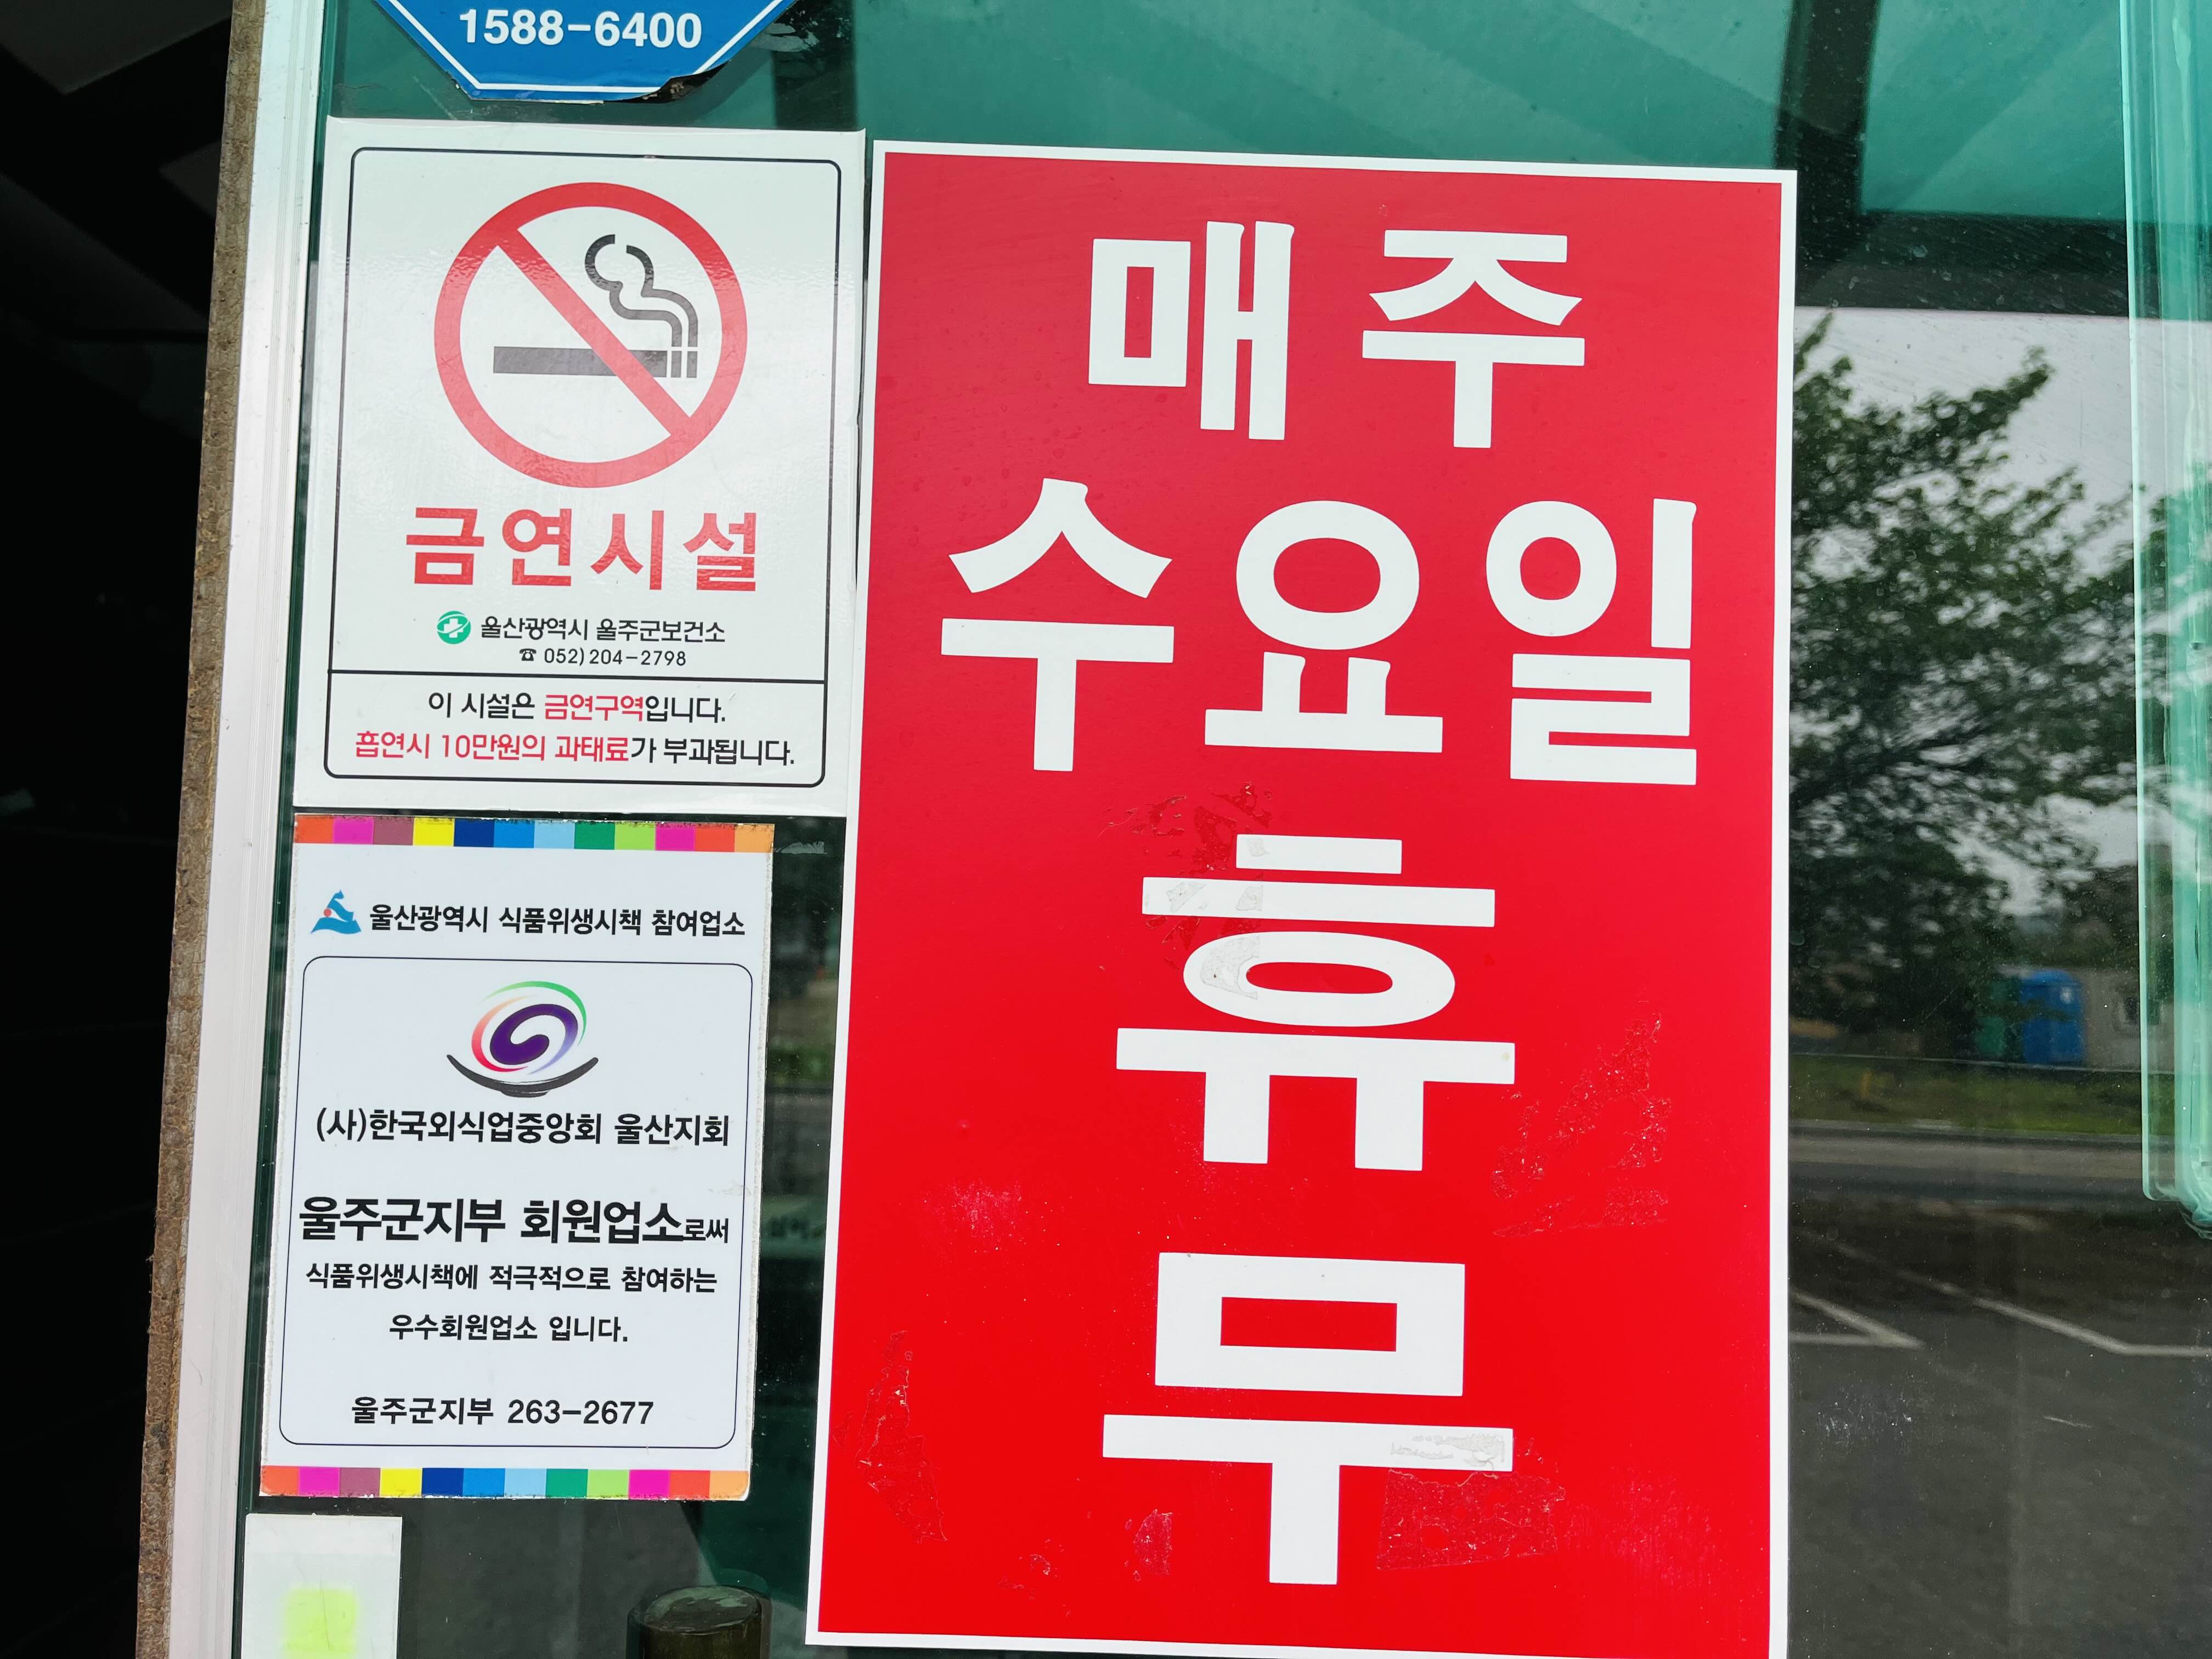 1588-6400
금연시설
울산광역시 울주군보건소
☎ 052)204-2798
이 시설은 금연구역입니다.
흡연시 10만원의 과태료가 부과됩니다.
울산광역시 식품위생시책 참여업소
(사)한국외식업중앙회 울산지회
울주군지부 회원업소로써
식품위생시책에 적극적으로 참여하는
우수회원업소 입니다.
울주군지부 263-2677
매주
수요일
휴
무